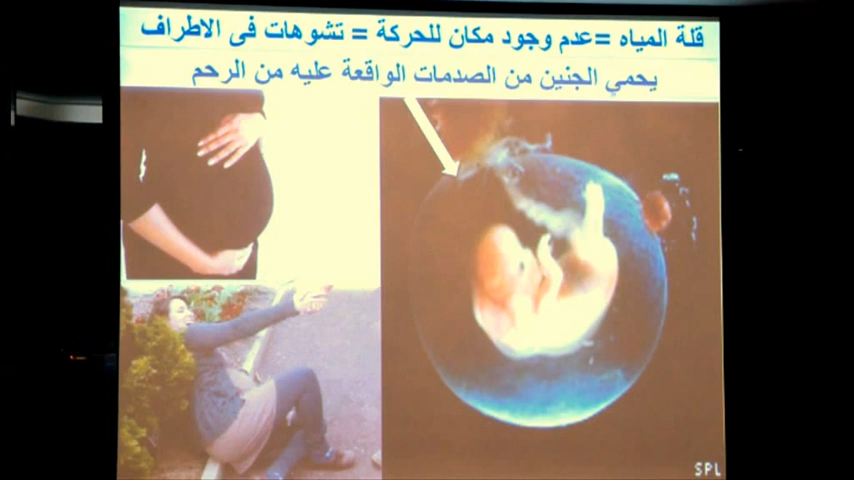 قلة المياه =عدم وجود مكان للحركة = تشوهات فى الاطراف
يحمي الجنين من الصدمات الواقعة عليه من الرحم
SPL